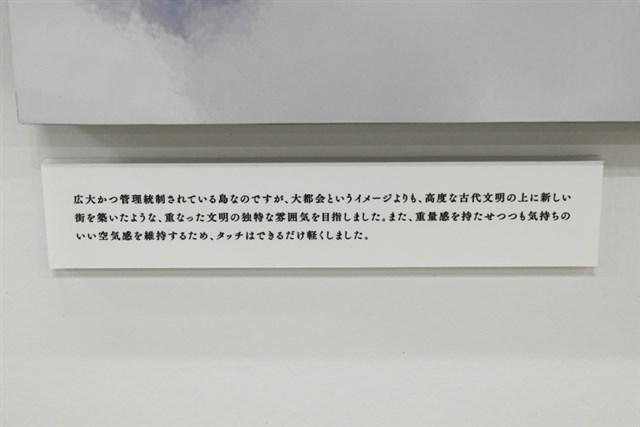 広大かつ管理統制されている島なのですが、大都会というイメージよりも、高度な古代文明の上に新しい
街を築いたような、重なった文明の独特な雰囲気を目指しました。また、重量感を持たせつつも気持ちの
いい空気感を維持するため、タッチはできるだけ軽くしました。